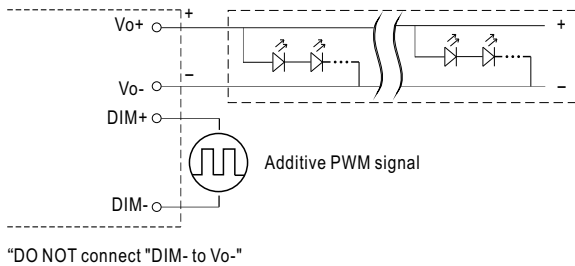 Vo+ + +
Vo- – –
DIM+
Additive PWM signal
DIM-
“DO NOT connect "DIM- to Vo-"